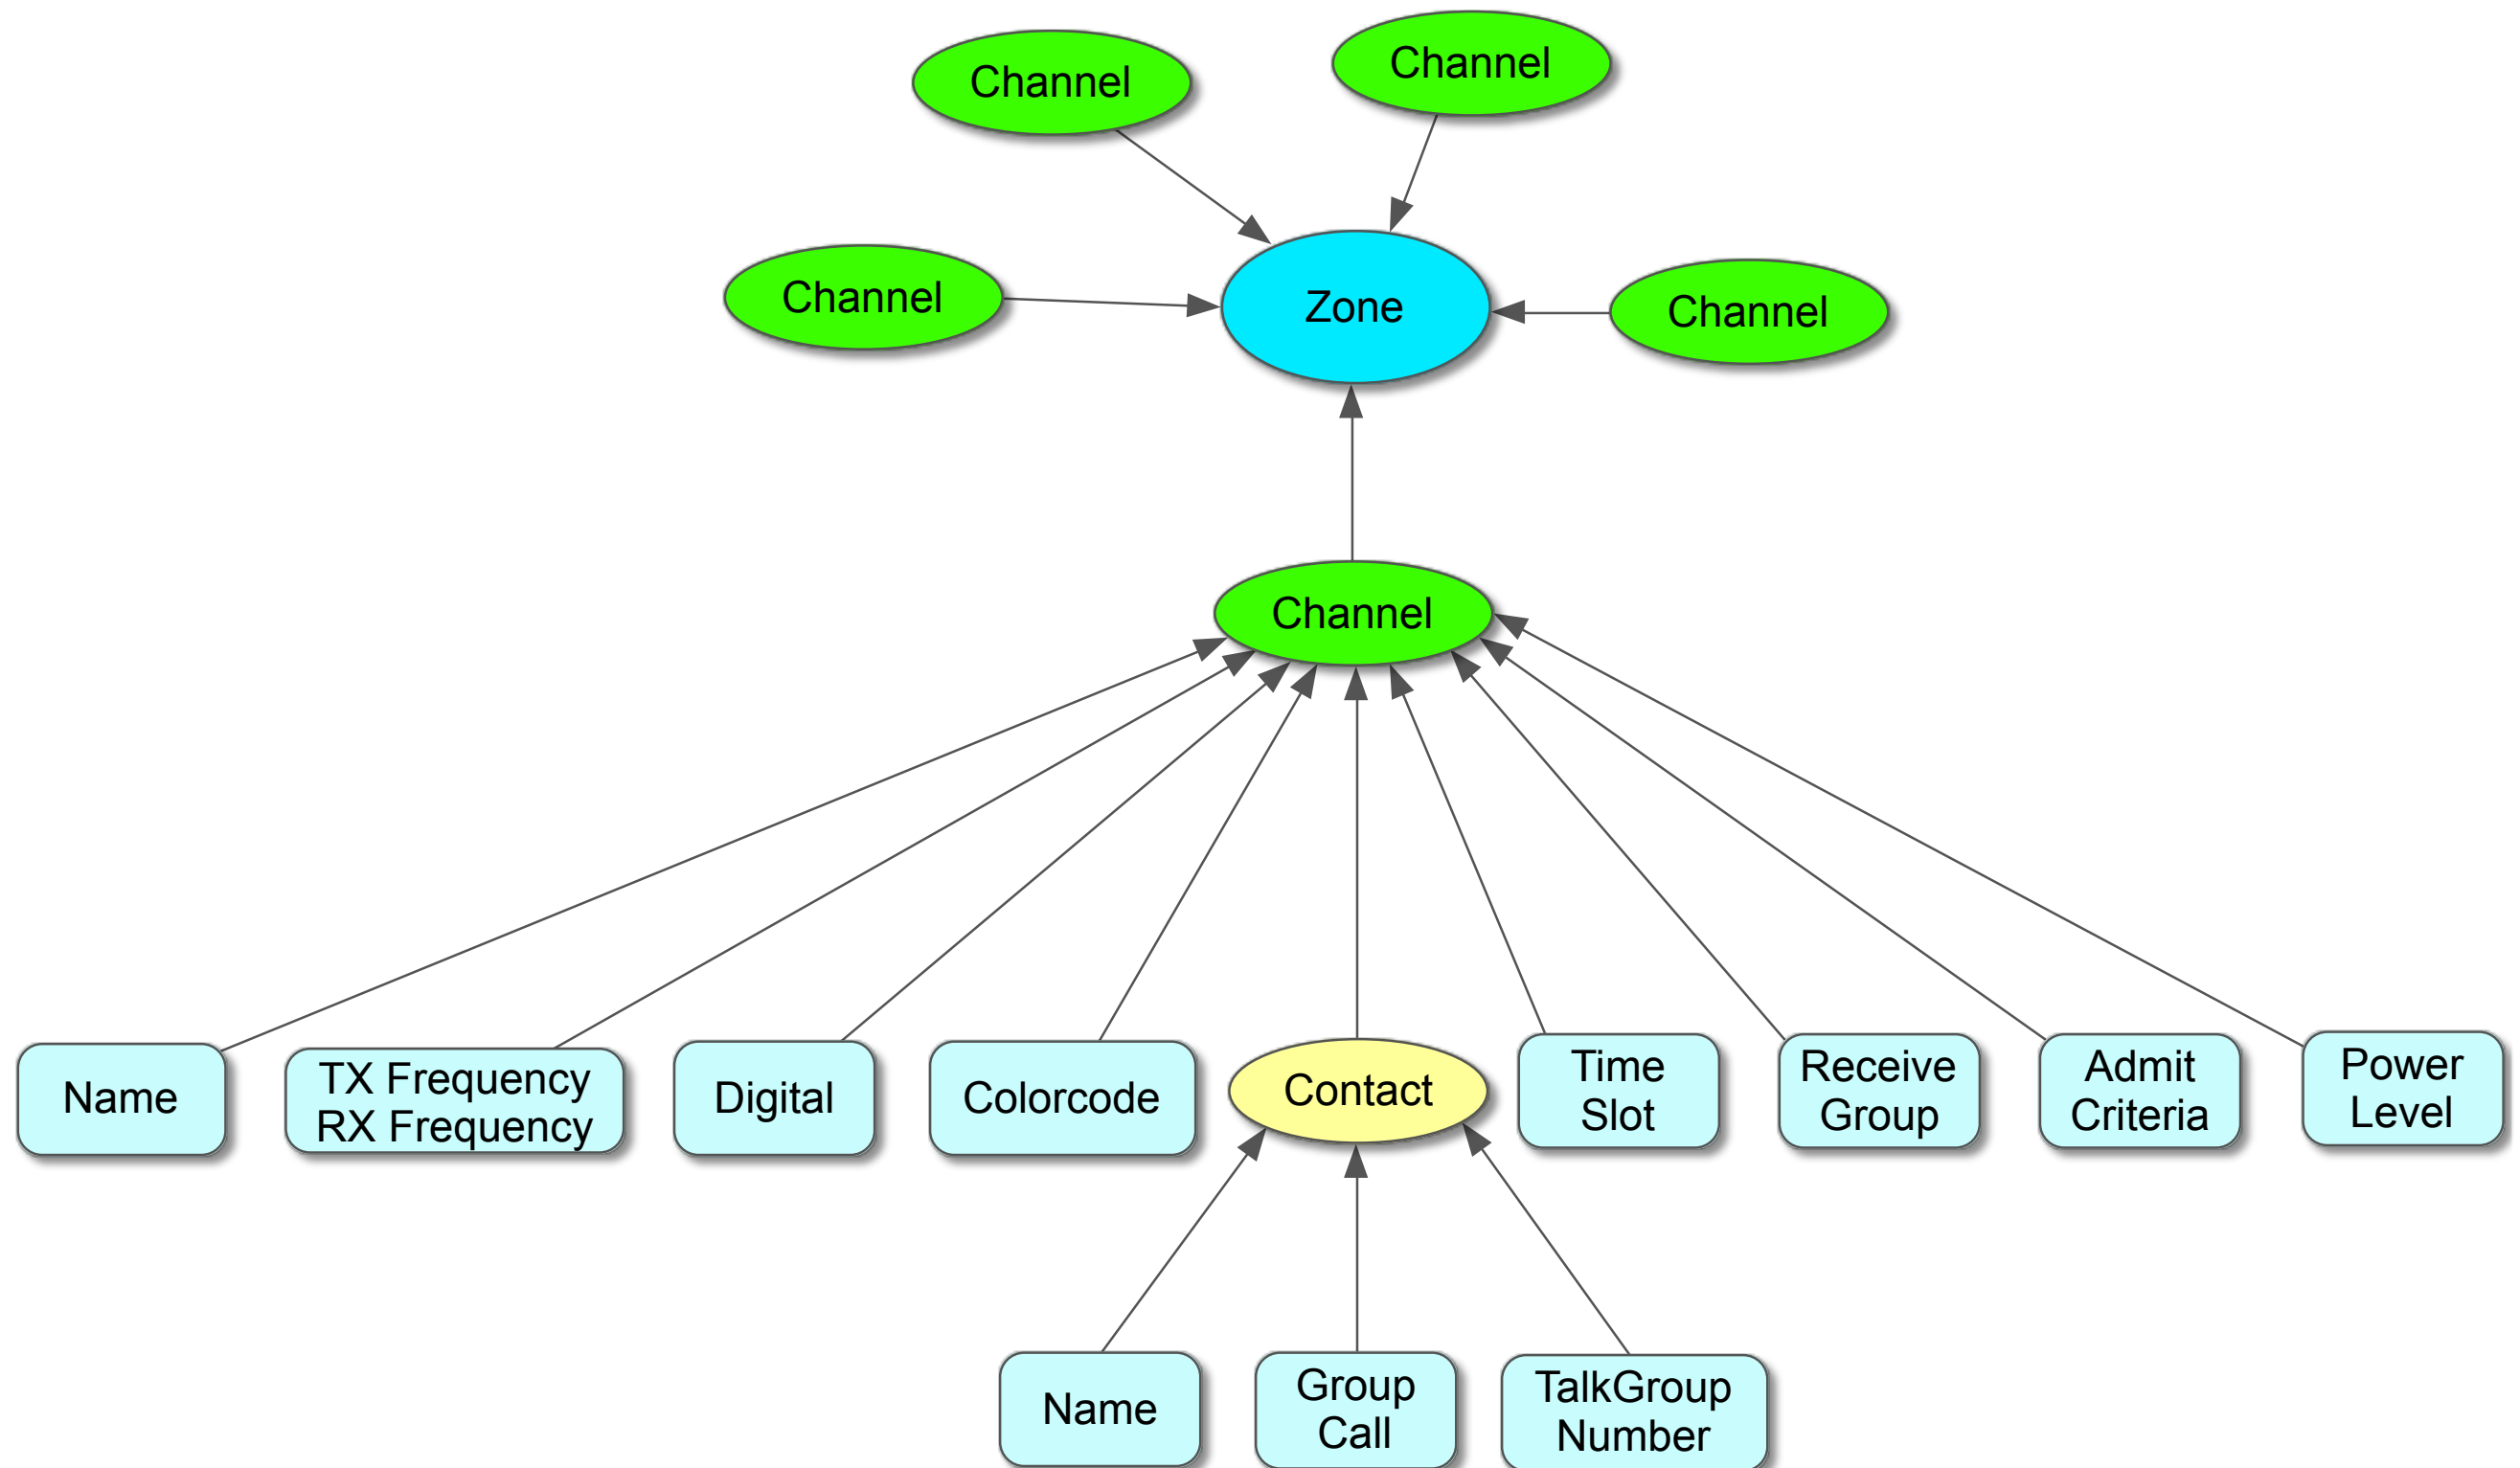 Channel
Channel
Channel
Zone
Channel
Channel
Name
TX Frequency
RX Frequency
Digital
Colorcode
Contact
Time
Slot
Receive
Group
Admit
Criteria
Power
Level
Name
Group
Call
TalkGroup
Number